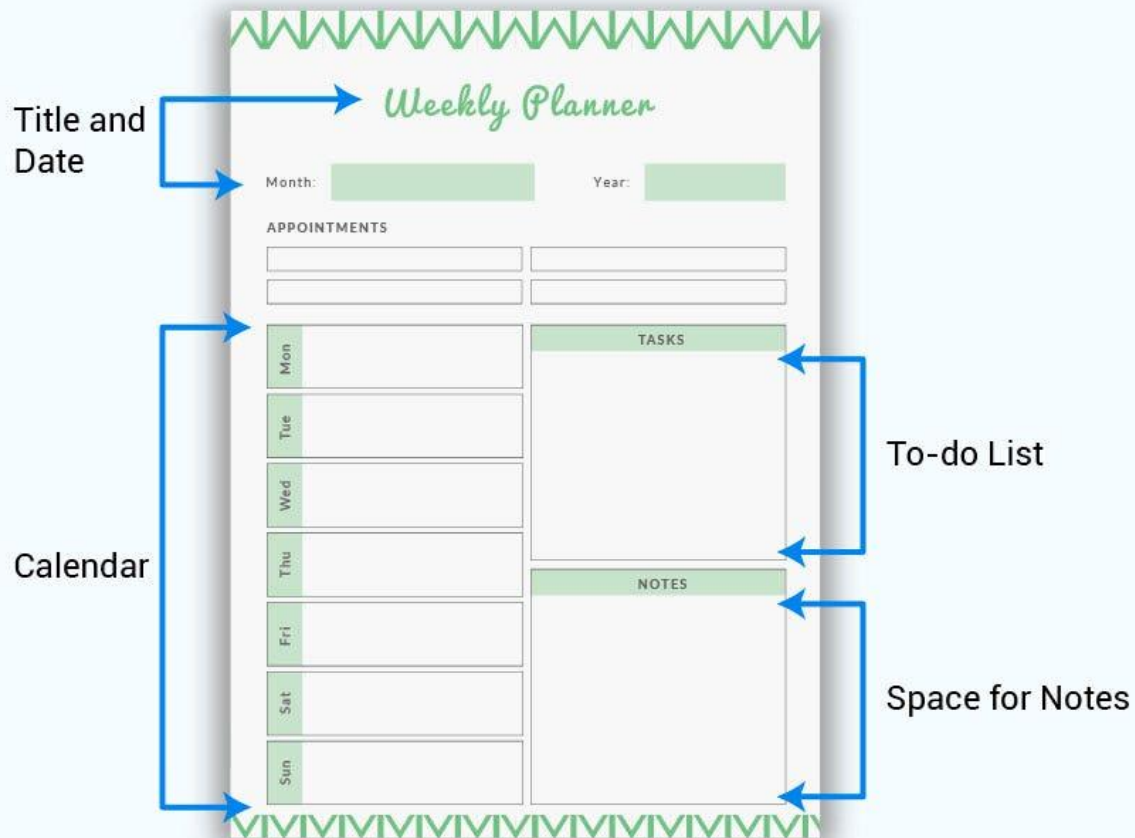 Weekly Planner
Title and
Date
Month: Year:
APPOINTMENTS
Calendar
Mon
Tue
Wed
Thu
Fri
Sat
Sun
TASKS
To-do List
NOTES
Space for Notes